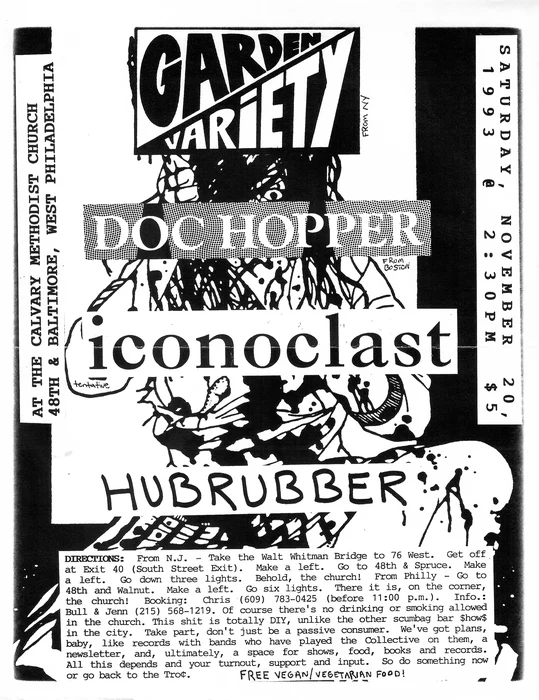 GARDEN
VARIETY
FROM NY
AT THE CALVARY METHODIST CHURCH
48TH & BALTIMORE, WEST PHILADELPHIA
SATURDAY, NOVEMBER 20,
1993 @ 2:30PM $5
DOC HOPPER
FROM
BOSTON
iconoclast
tentative
HUBRUBBER
DIRECTIONS: From N.J. - Take the Walt Whitman Bridge to 76 West. Get off
at Exit 40 (South Street Exit). Make a left. Go to 48th & Spruce. Make
a left. Go down three lights. Behold, the church! From Philly - Go to
48th and Walnut. Make a left. Go six lights. There it is, on the corner,
the church! Booking: Chris (609) 783-0425 (before 11:00 p.m.). Info.:
Bull & Jenn (215) 568-1219. Of course there's no drinking or smoking allowed
in the church. This shit is totally DIY, unlike the other scumbag bar $how$
in the city. Take part, don't just be a passive consumer. We've got plans,
baby, like records with bands who have played the Collective on them, a
newsletter, and, ultimately, a space for shows, food, books and records.
All this depends and your turnout, support and input. So do something now
or go back to the Troc.
FREE VEGAN/VEGETARIAN FOOD!